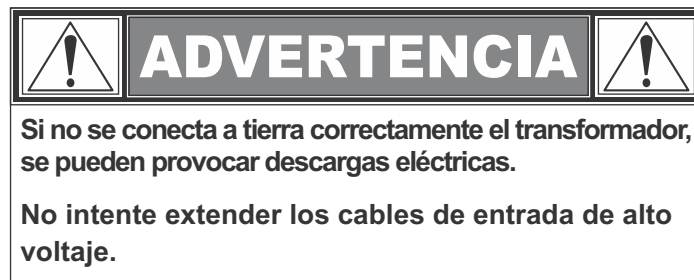 ADVERTENCIA
Si no se conecta a tierra correctamente el transformador,
se pueden provocar descargas eléctricas.
No intente extender los cables de entrada de alto
voltaje.